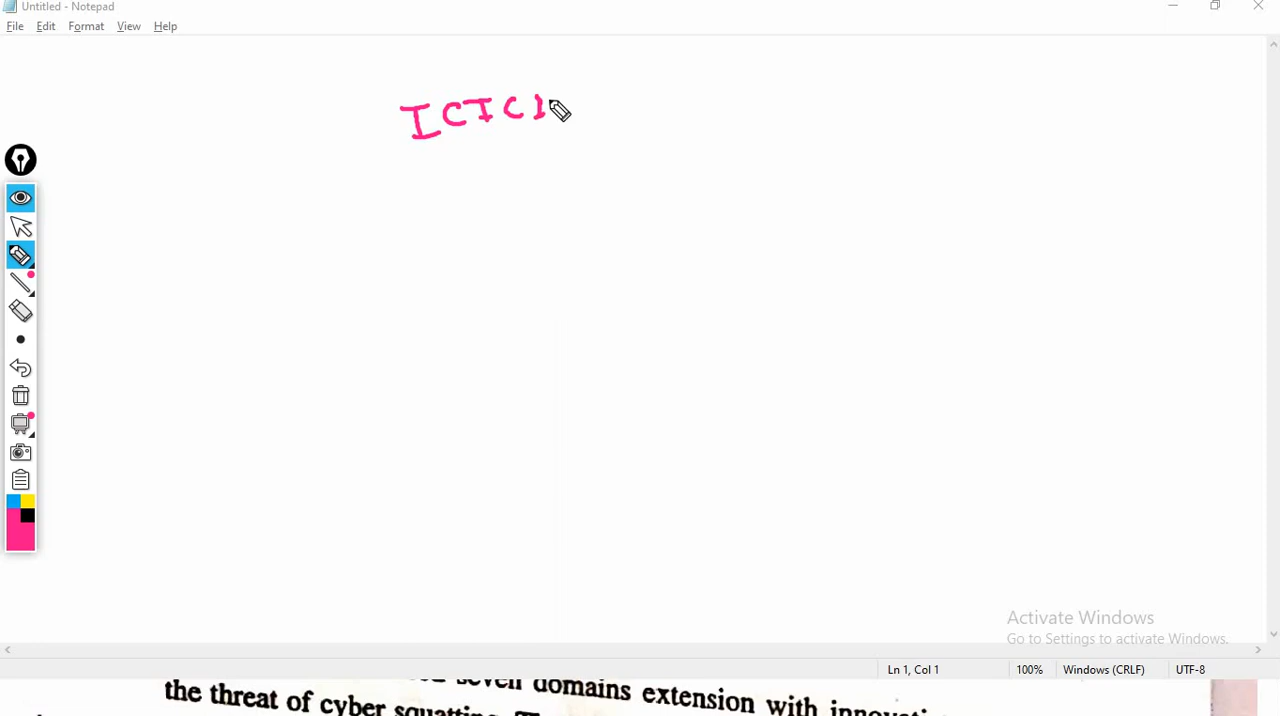 Untitled - Notepad
File Edit Format View Help
ICICI
Activate Windows
Go to Settings to activate Windows.
Ln 1, Col 1 100% Windows (CRLF) UTF-8
seven domains extension with
the threat of cyber